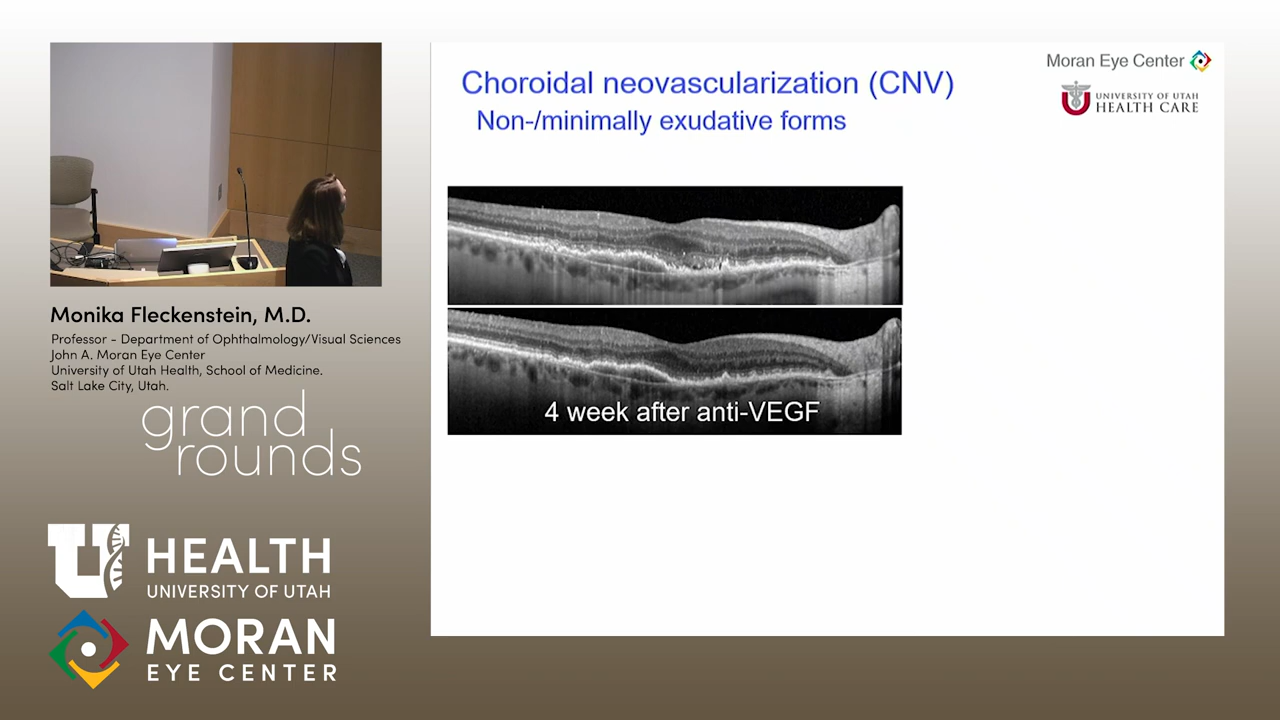 Monika Fleckenstein, M.D.
Professor - Department of Ophthalmology/Visual Sciences
John A. Moran Eye Center
University of Utah Health, School of Medicine.
Salt Lake City, Utah.
grand
rounds
U
HEALTH
UNIVERSITY OF UTAH
MORAN
EYE CENTER
Choroidal neovascularization (CNV)
Non-/minimally exudative forms
Moran Eye Center
U
UNIVERSITY OF UTAH
HEALTH CARE
4 week after anti-VEGF